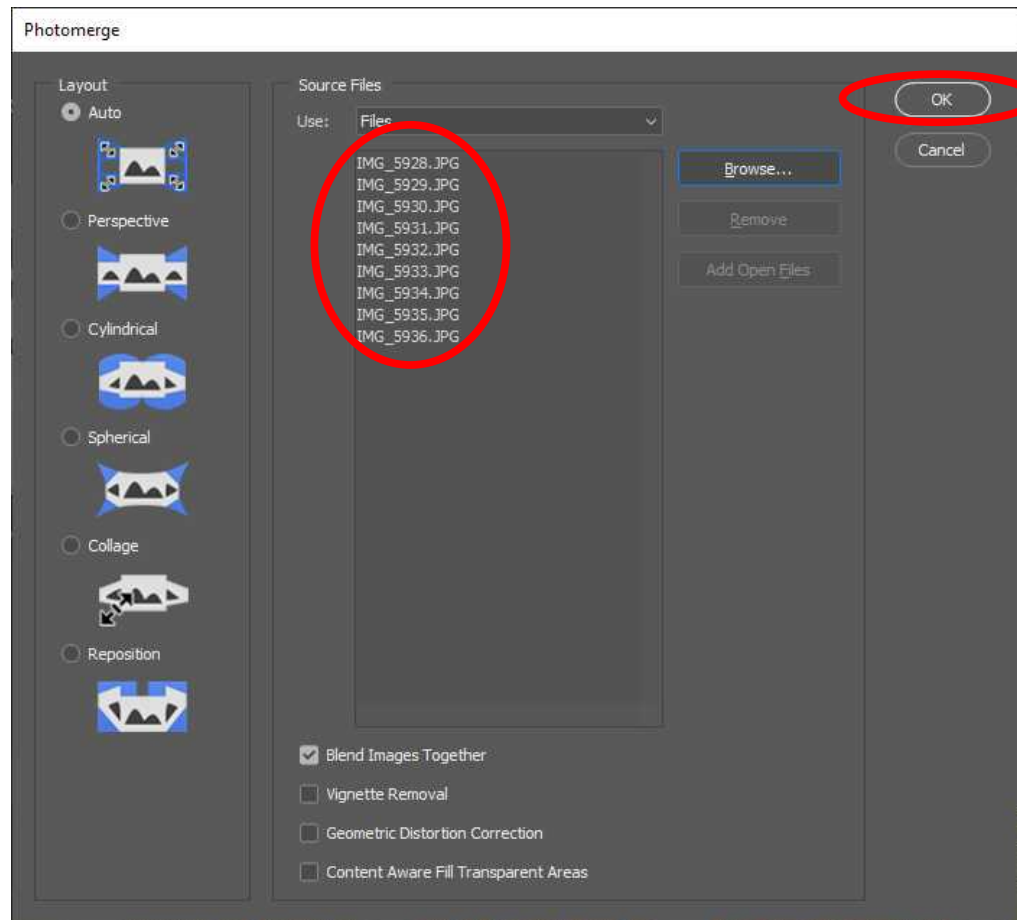 Photomerge
Layout
Auto
Perspective
Cylindrical
Spherical
Collage
Reposition
Source Files
Use: Files
IMG_5928.JPG
IMG_5929.JPG
IMG_5930.JPG
IMG_5931.JPG
IMG_5932.JPG
IMG_5933.JPG
IMG_5934.JPG
IMG_5935.JPG
IMG_5936.JPG
Browse...
Remove
Add Open Files
Blend Images Together
Vignette Removal
Geometric Distortion Correction
Content Aware Fill Transparent Areas
OK
Cancel